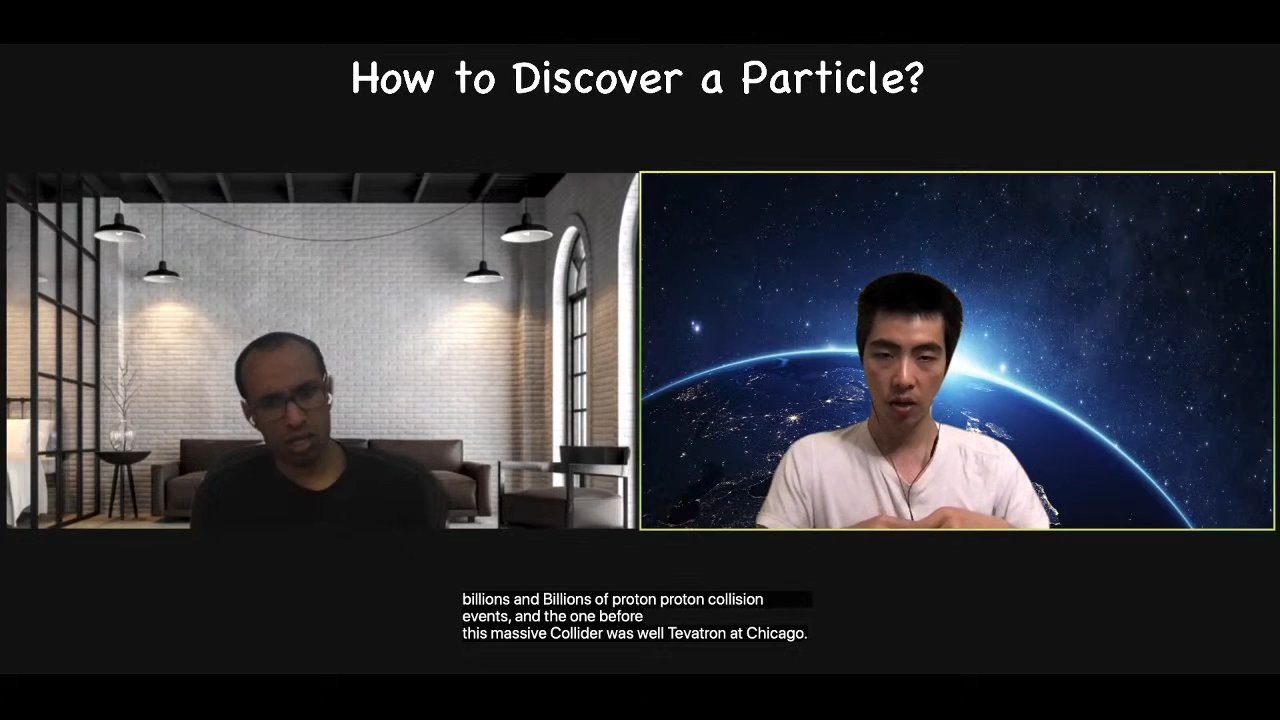 How to Discover a Particle?
billions and Billions of proton proton collision
events, and the one before
this massive Collider was well Tevatron at Chicago.